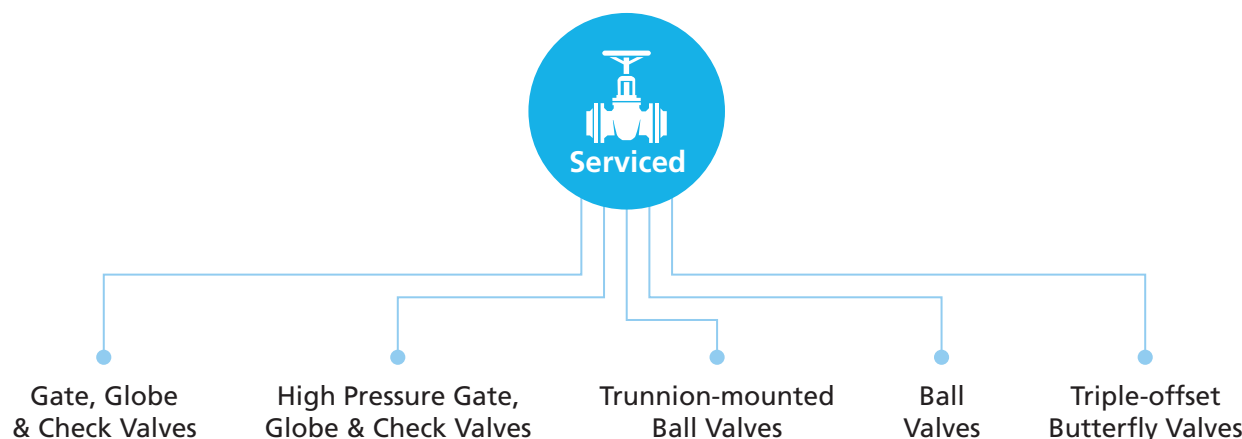 Serviced
Gate, Globe
& Check Valves
High Pressure Gate,
Globe & Check Valves
Trunnion-mounted
Ball Valves
Ball
Valves
Triple-offset
Butterfly Valves